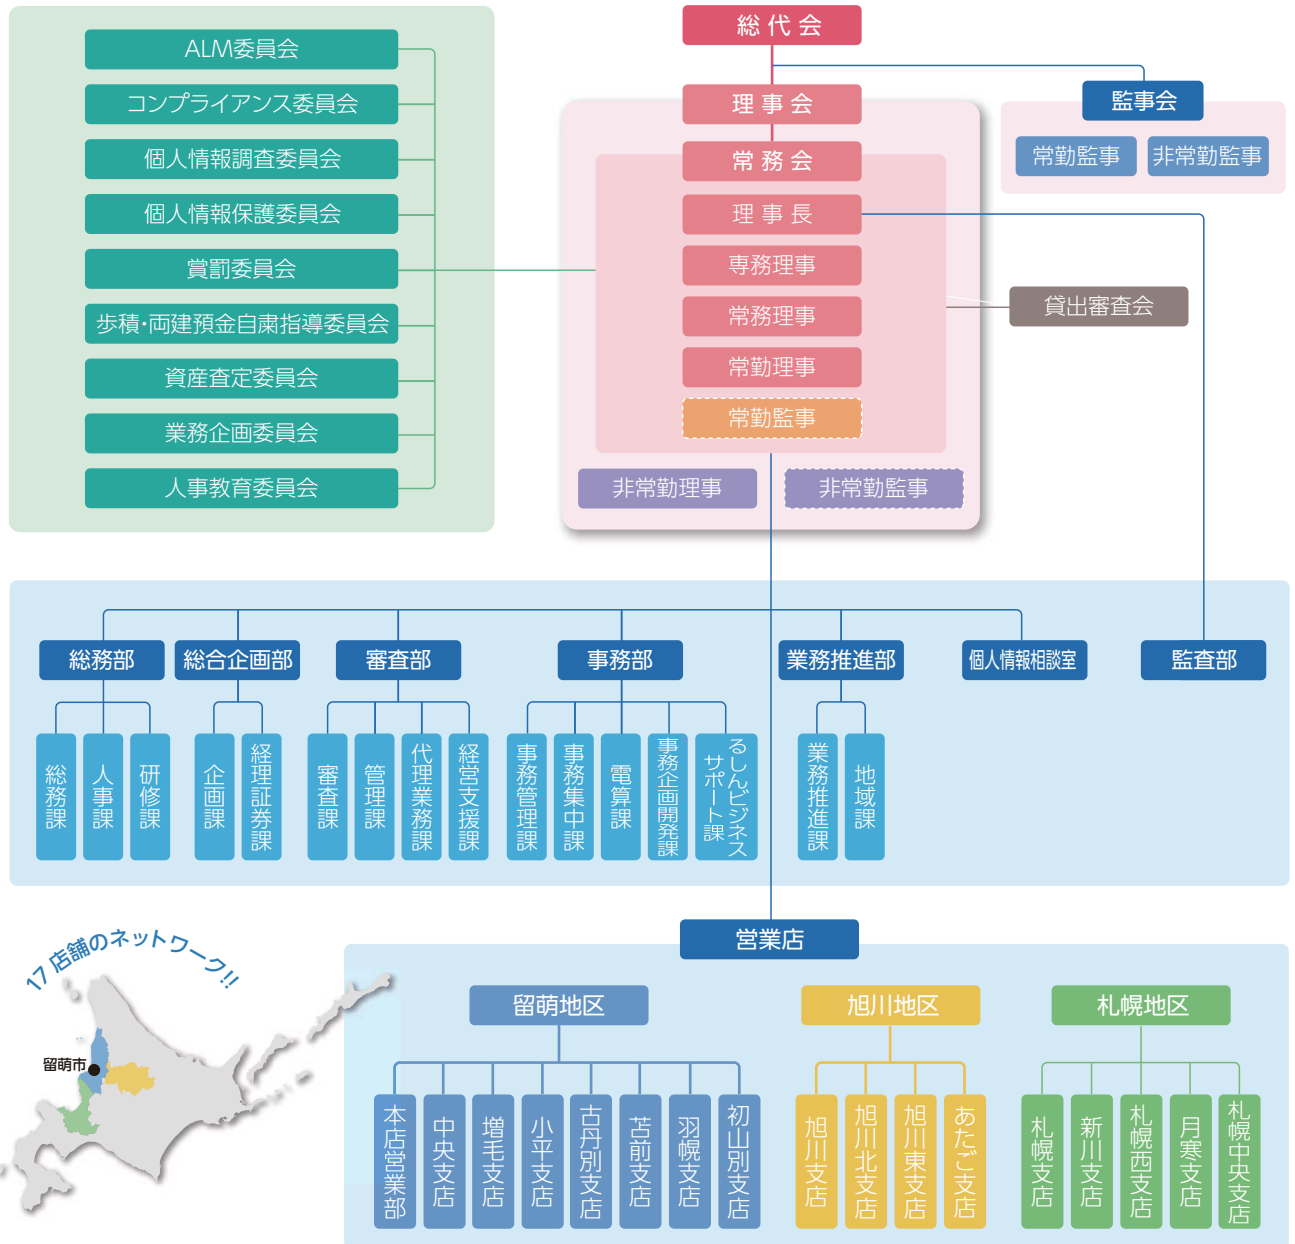 ALM委員会
コンプライアンス委員会
個人情報調査委員会
個人情報保護委員会
賞罰委員会
歩積・両建預金自粛指導委員会
資産査定委員会
業務企画委員会
人事教育委員会
総代会
理事会
常務会
理事長
専務理事
常務理事
常勤理事
常勤監事
非常勤理事
非常勤監事
監事会
常勤監事
非常勤監事
貸出審査会
総務部
総合企画部
審査部
事務部
業務推進部
個人情報相談室
監査部
総務課
人事課
研修課
企画課
経理証券課
審査課
管理課
代理業務課
経営支援課
事務管理課
事務集中課
電算課
事務企画開発課
るしんビジネス
サポート課
業務推進課
地域課
17店舗のネットワーク!!
留萌市
営業店
留萌地区
本店営業部
中央支店
増毛支店
小平支店
古丹別支店
苫前支店
羽幌支店
初山別支店
旭川地区
旭川支店
旭川北支店
旭川東支店
あたご支店
札幌地区
札幌支店
新川支店
札幌西支店
月寒支店
札幌中央支店